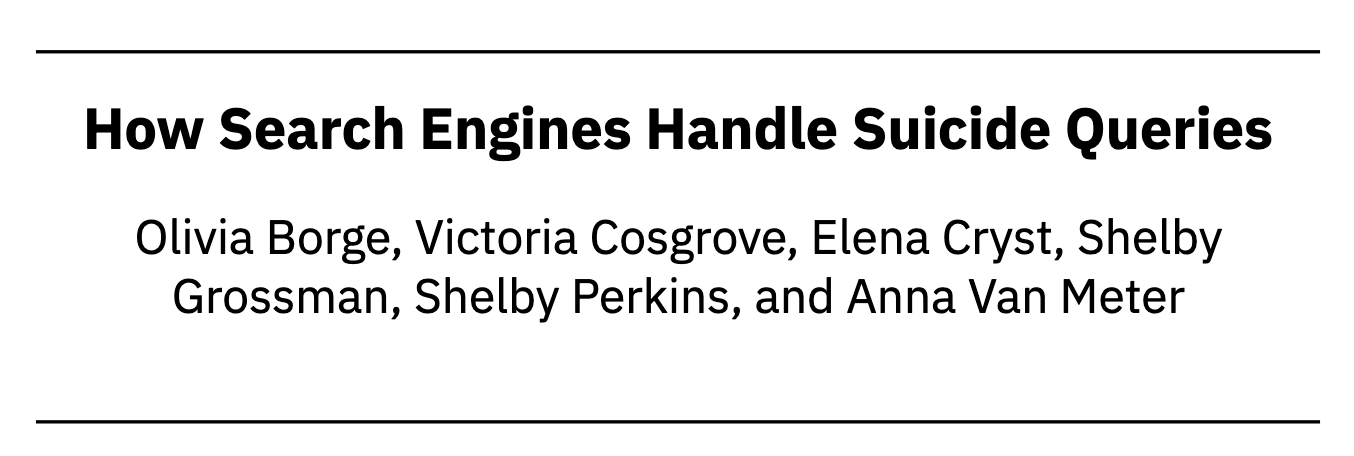 How Search Engines Handle Suicide Queries
Olivia Borge, Victoria Cosgrove, Elena Cryst, Shelby
Grossman, Shelby Perkins, and Anna Van Meter